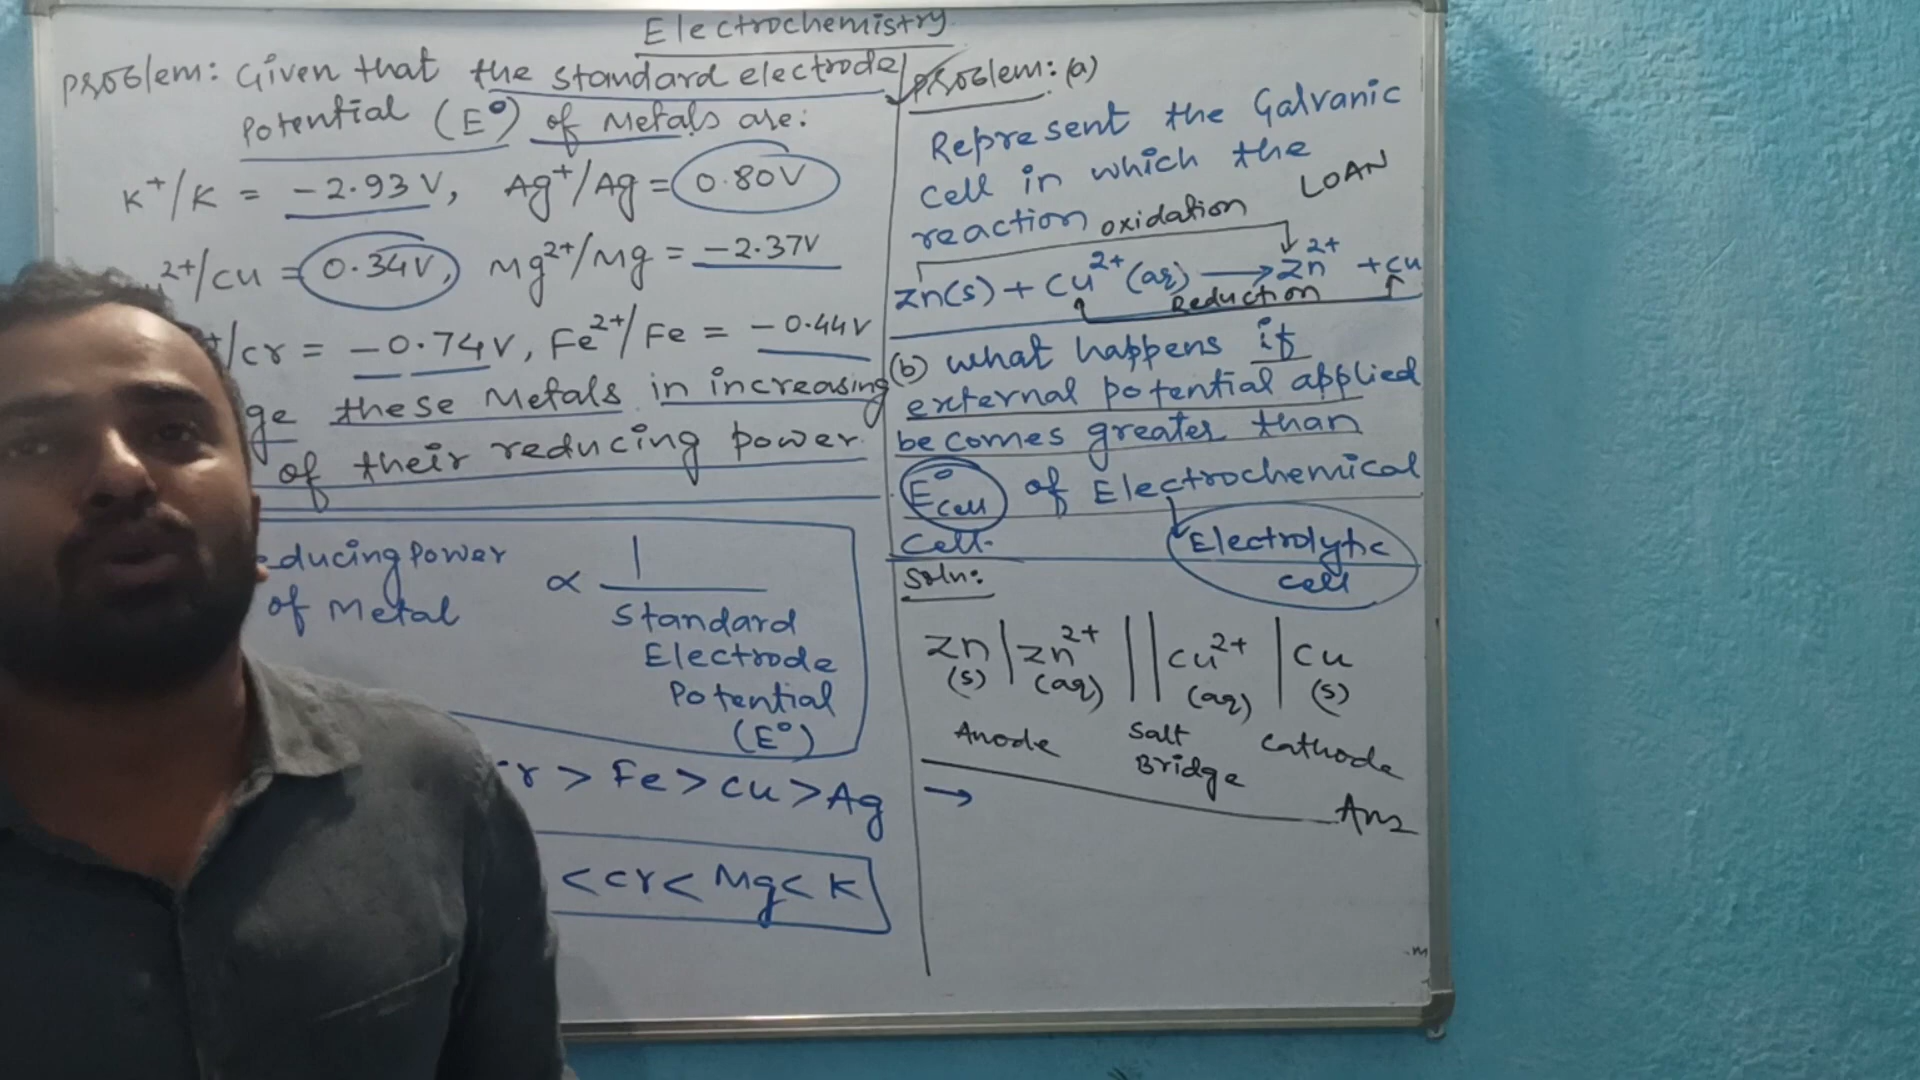 Electrochemistry
Problem: Given that the standard electrode
Potential (E°) of Metals are:
K⁺/K = -2.93V, Ag⁺/Ag = 0.80V
²⁺/Cu = 0.34V, Mg²⁺/Mg = -2.37V
/Cr = -0.74V, Fe²⁺/Fe = -0.44V
ge these Metals in increasing
of their reducing power.
educing Power
of Metal
∝ 1
Standard
Electrode
Potential
(E°)
r > Fe > Cu > Ag
< Cr < Mg < K
Problem: (a)
Represent the Galvanic
Cell in which the
reaction
LOAN
oxidation
Zn(s) + Cu²⁺(aq) → Zn²⁺ + Cu
Reduction
(b) What happens if
external potential applied
becomes greater than
E°cell of Electrochemical
Cell.
Electrolytic
cell
Soln:
Zn | Zn²⁺ || Cu²⁺ | Cu
(s) (aq) (aq) (s)
Anode Salt Bridge Cathode
→
Ans